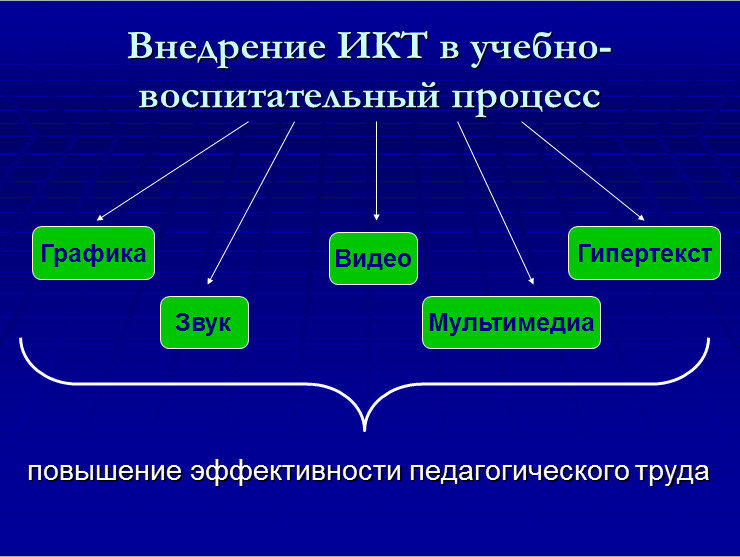 Внедрение ИКТ в учебно-
воспитательный процесс
Графика
Видео
Гипертекст
Звук
Мультимедиа
повышение эффективности педагогического труда